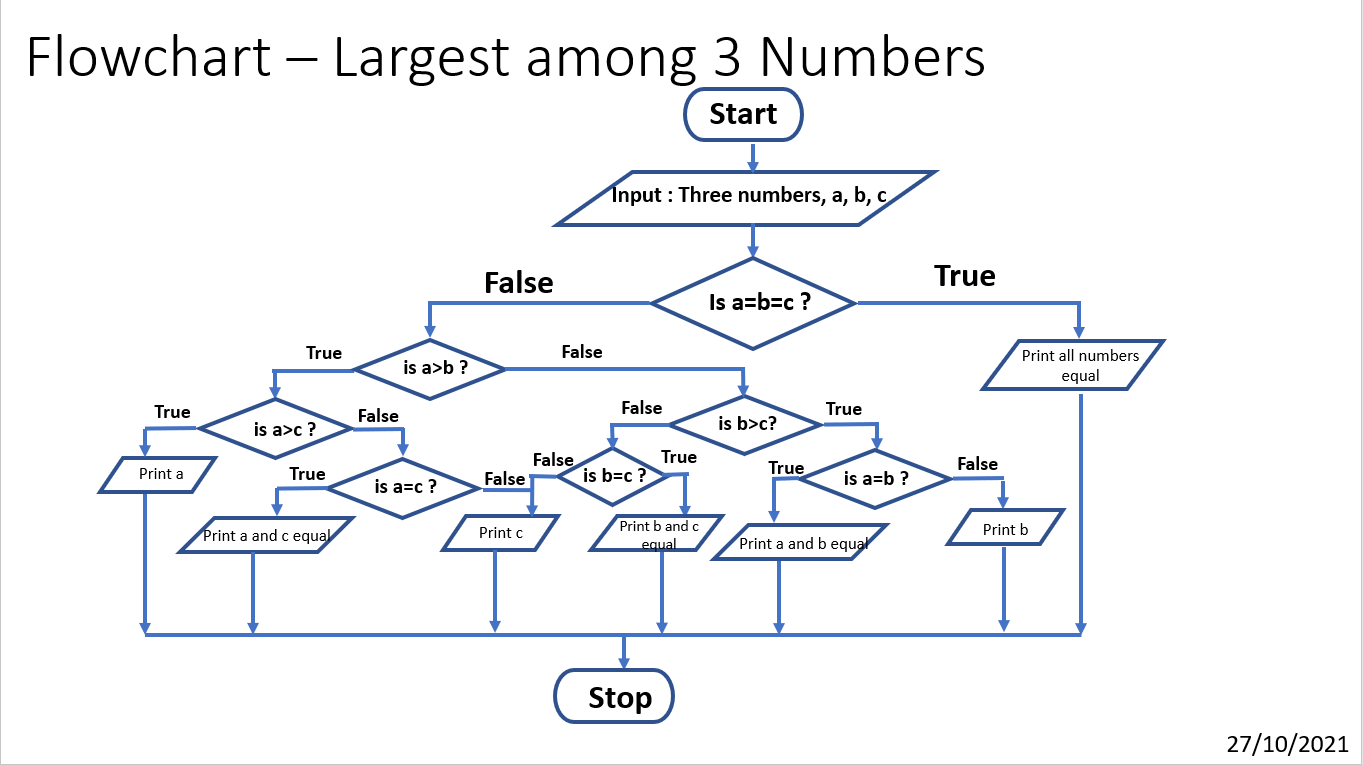 Flowchart – Largest among 3 Numbers
Start
Input : Three numbers, a, b, c
False
True
Is a=b=c ?
True
is a>b ?
False
Print all numbers
equal
True
is a>c ?
False
False
is b>c?
True
Print a
True
is a=c ?
False
False
is b=c ?
True
True
is a=b ?
False
Print a and c equal
Print c
Print b and c
equal
Print a and b equal
Print b
Stop
27/10/2021